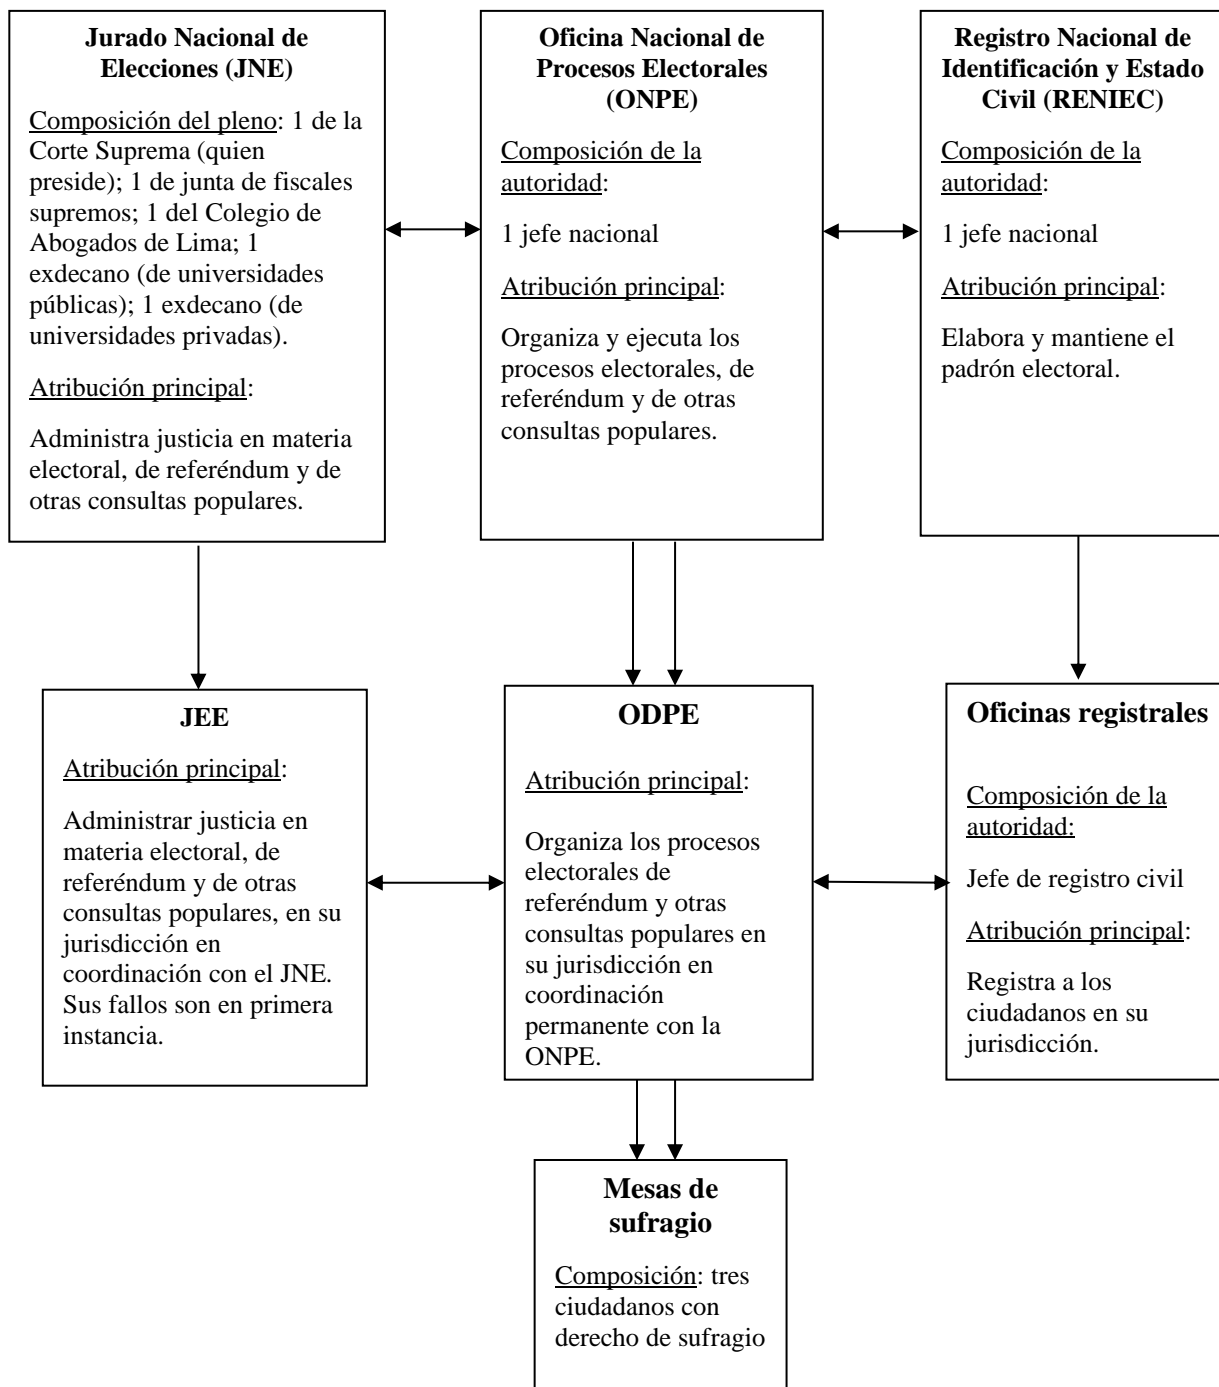 Jurado Nacional de
Elecciones (JNE)
Composición del pleno: 1 de la
Corte Suprema (quien
preside); 1 de junta de fiscales
supremos; 1 del Colegio de
Abogados de Lima; 1
exdecano (de universidades
públicas); 1 exdecano (de
universidades privadas).
Atribución principal:
Administra justicia en materia
electoral, de referéndum y de
otras consultas populares.
Oficina Nacional de
Procesos Electorales
(ONPE)
Composición de la
autoridad:
1 jefe nacional
Atribución principal:
Organiza y ejecuta los
procesos electorales, de
referéndum y de otras
consultas populares.
Registro Nacional de
Identificación y Estado
Civil (RENIEC)
Composición de la
autoridad:
1 jefe nacional
Atribución principal:
Elabora y mantiene el
padrón electoral.
JEE
Atribución principal:
Administrar justicia en
materia electoral, de
referéndum y de otras
consultas populares, en su
jurisdicción en
coordinación con el JNE.
Sus fallos son en primera
instancia.
ODPE
Atribución principal:
Organiza los procesos
electorales de
referéndum y otras
consultas populares en
su jurisdicción en
coordinación
permanente con la
ONPE.
Oficinas registrales
Composición de la
autoridad:
Jefe de registro civil
Atribución principal:
Registra a los
ciudadanos en su
jurisdicción.
Mesas de
sufragio
Composición: tres
ciudadanos con
derecho de sufragio